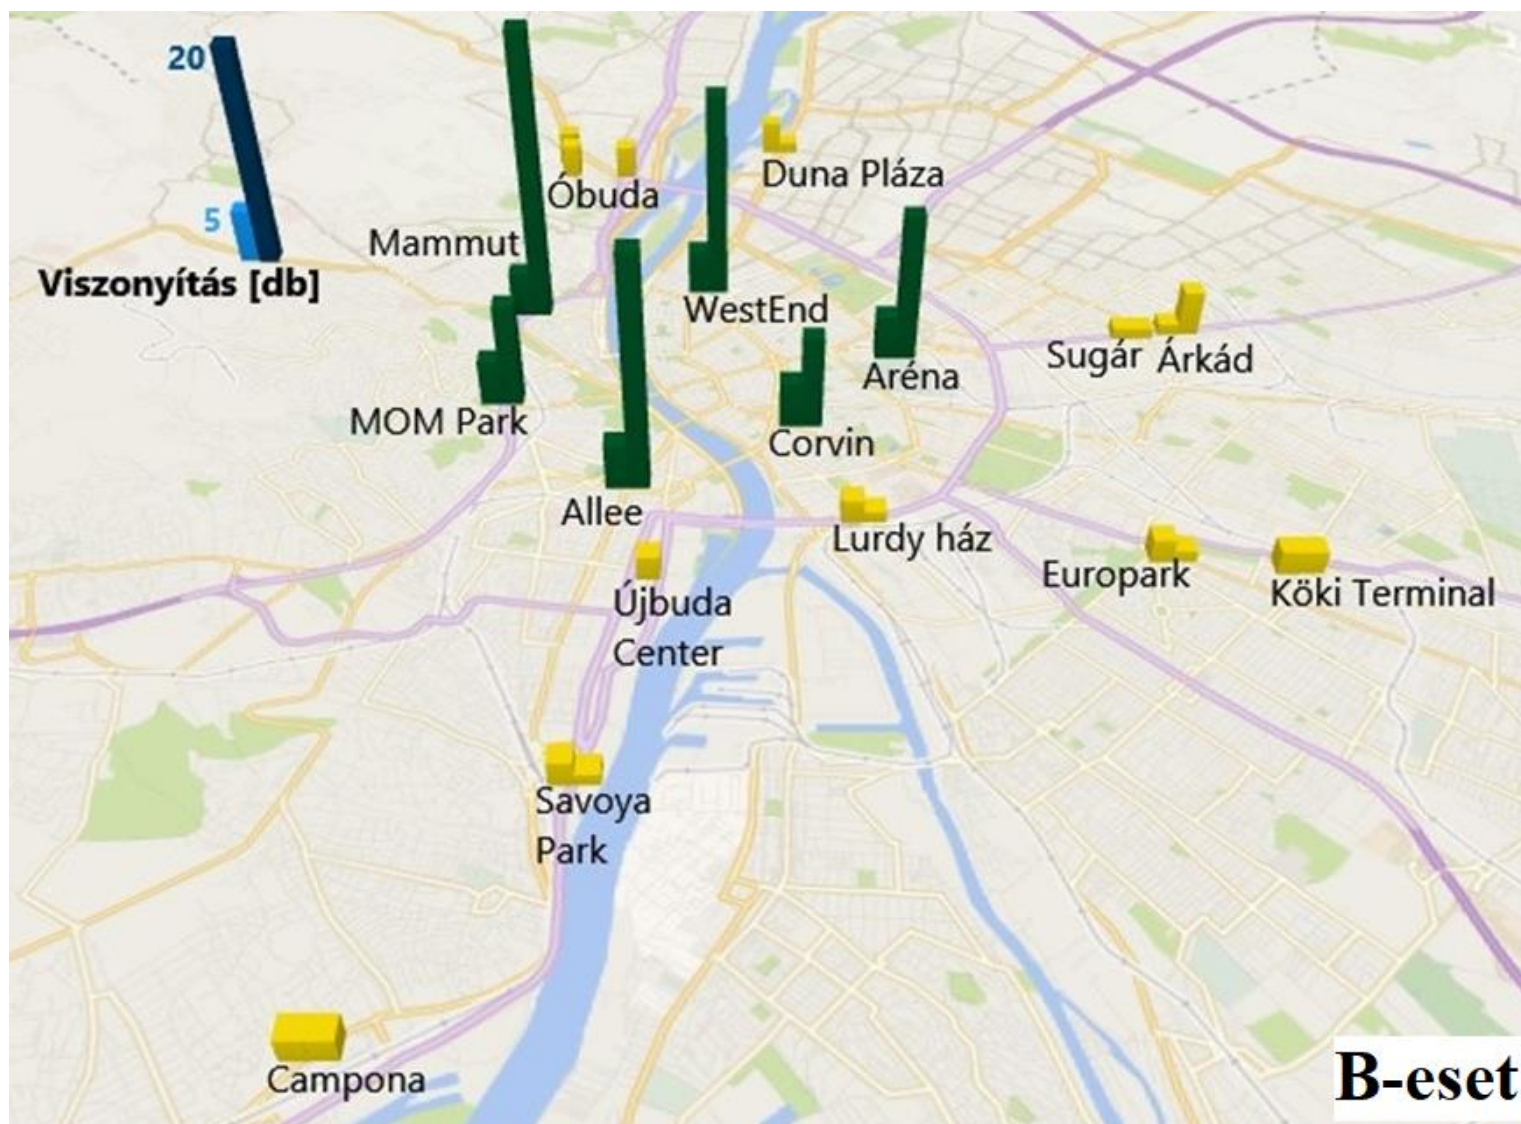 20
5
Viszonyítás [db]
Mammut
Óbuda
Duna Pláza
WestEnd
MOM Park
Aréna
Sugár
Árkád
Corvin
Allee
Lurdy ház
Europark
Köki Terminal
Újbuda
Center
Savoya
Park
Campona
B-eset